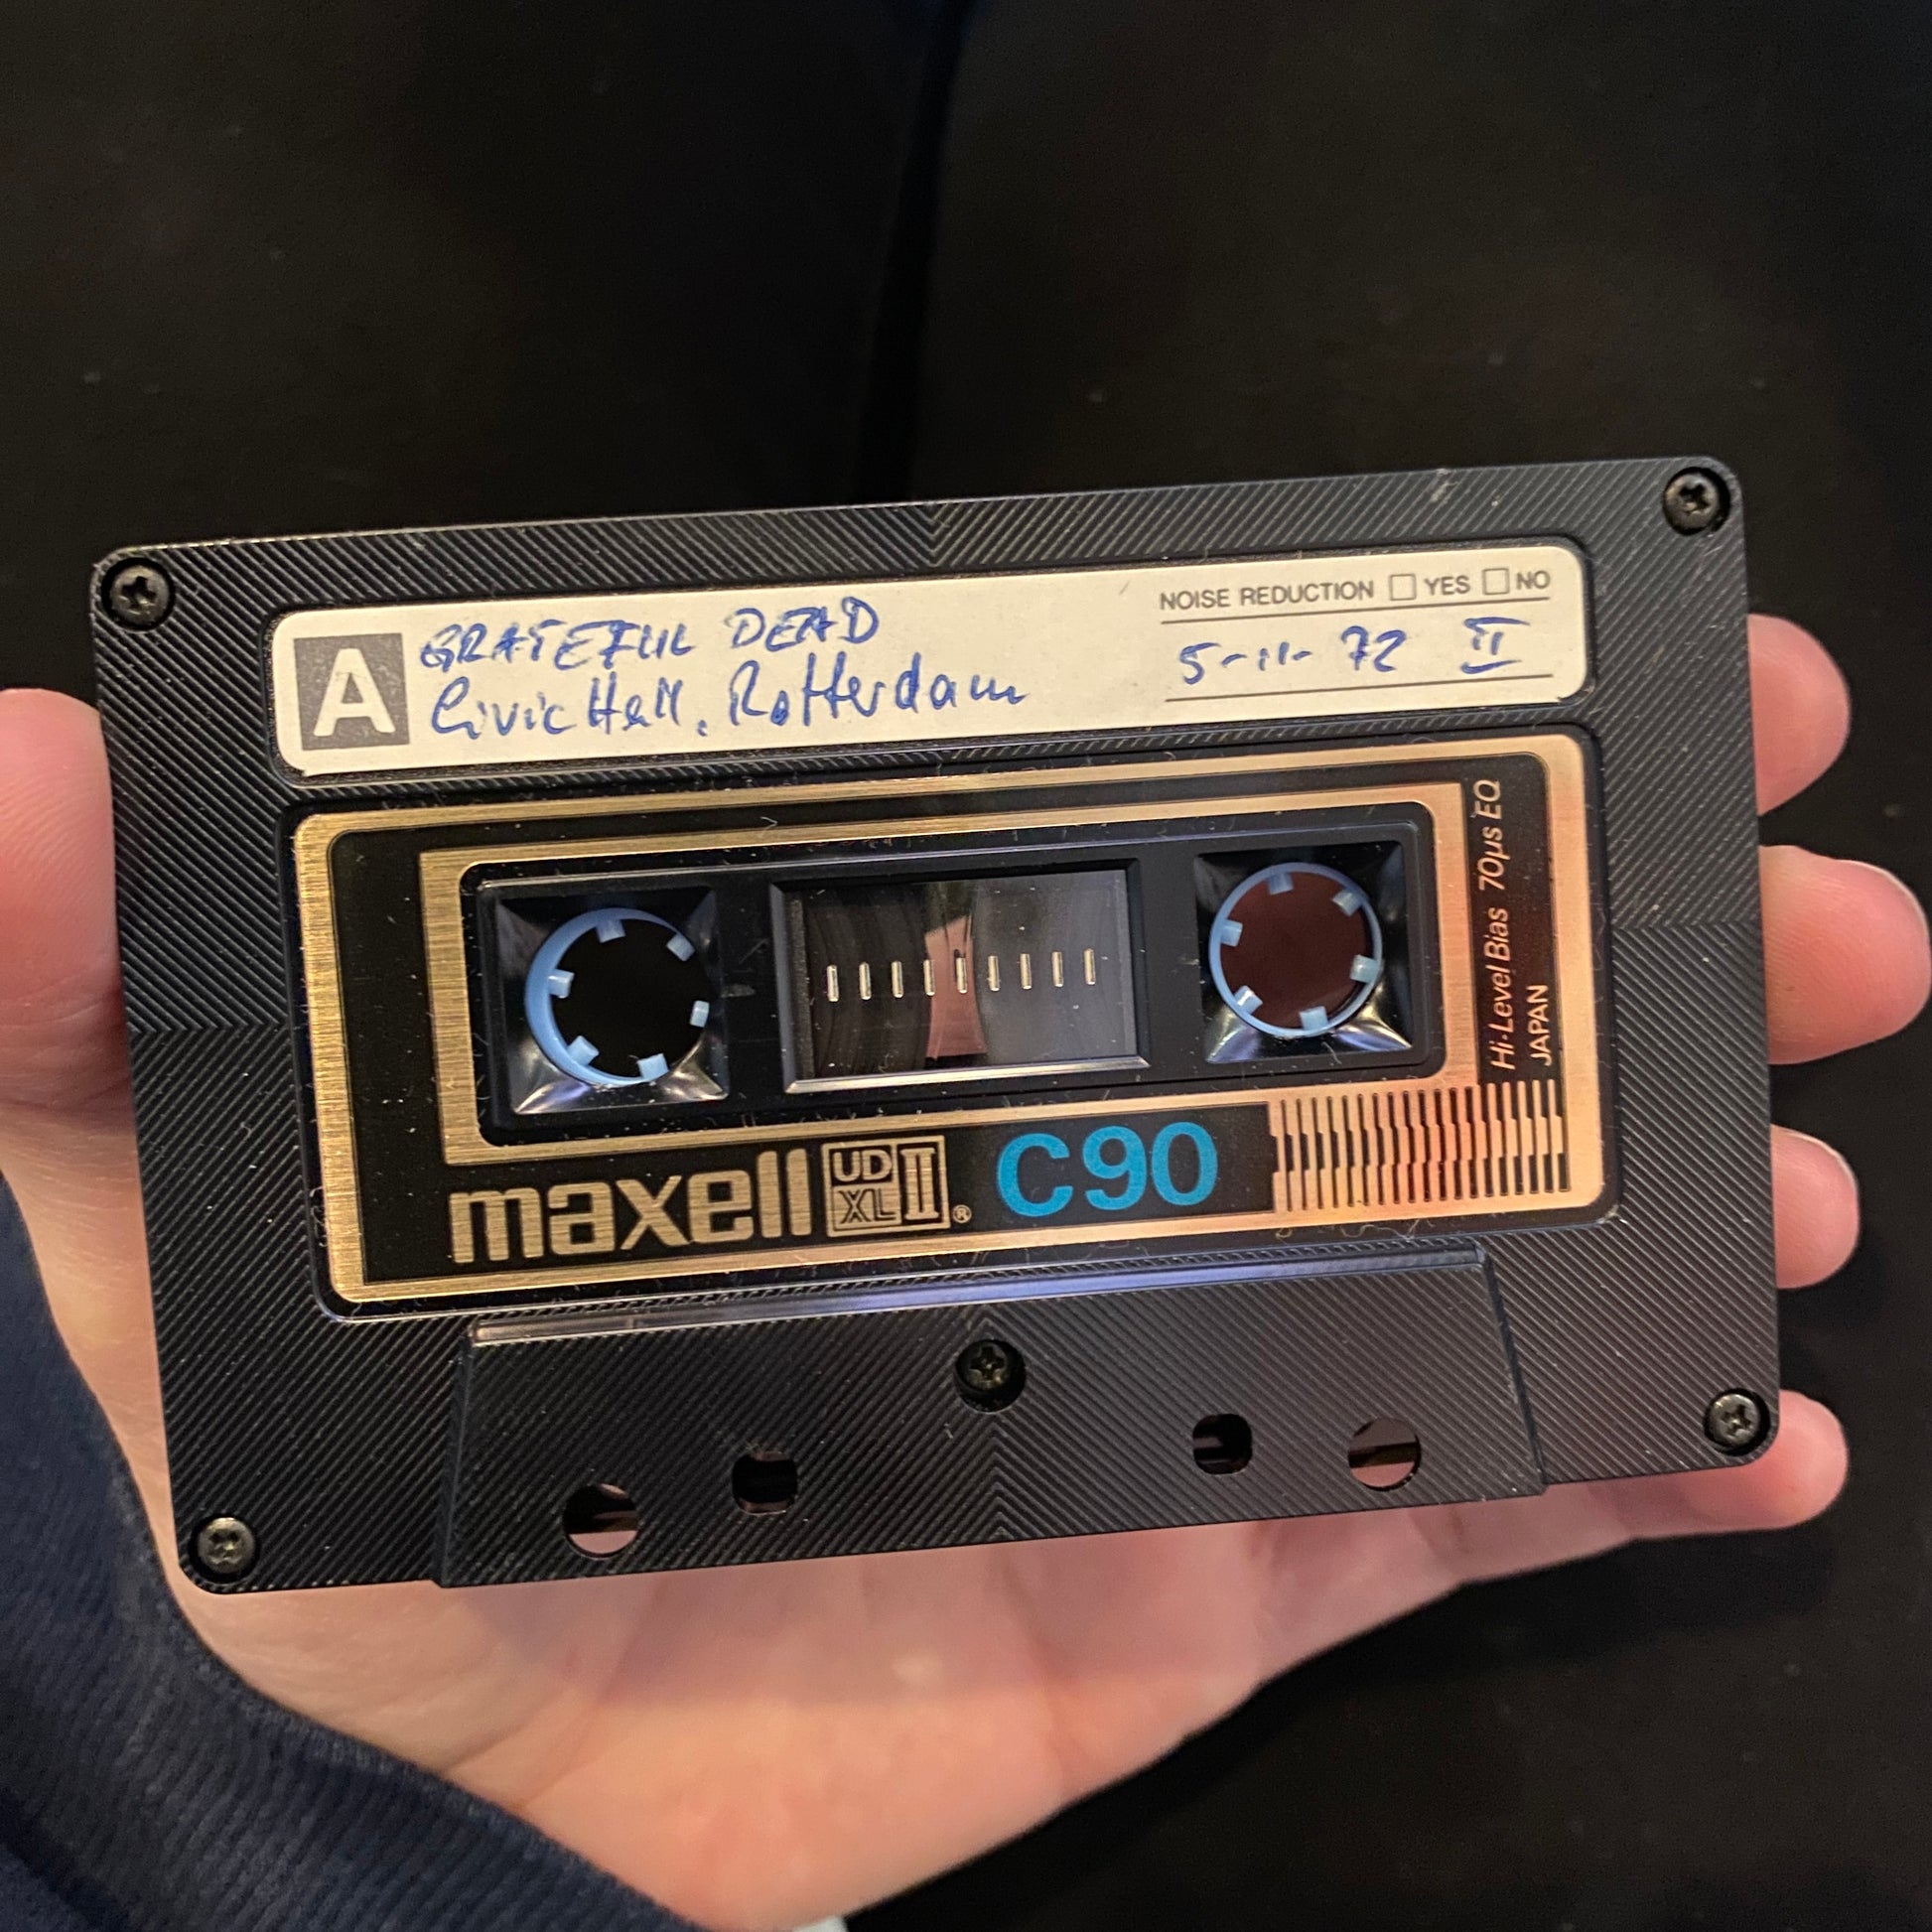 NOISE REDUCTION □ YES □ NO
A GRATEFUL DEAD
Civic Hall, Rotterdam
5-11-72 II
Hi-Level Bias 70µs EQ
JAPAN
maxell UD XL II ® C90